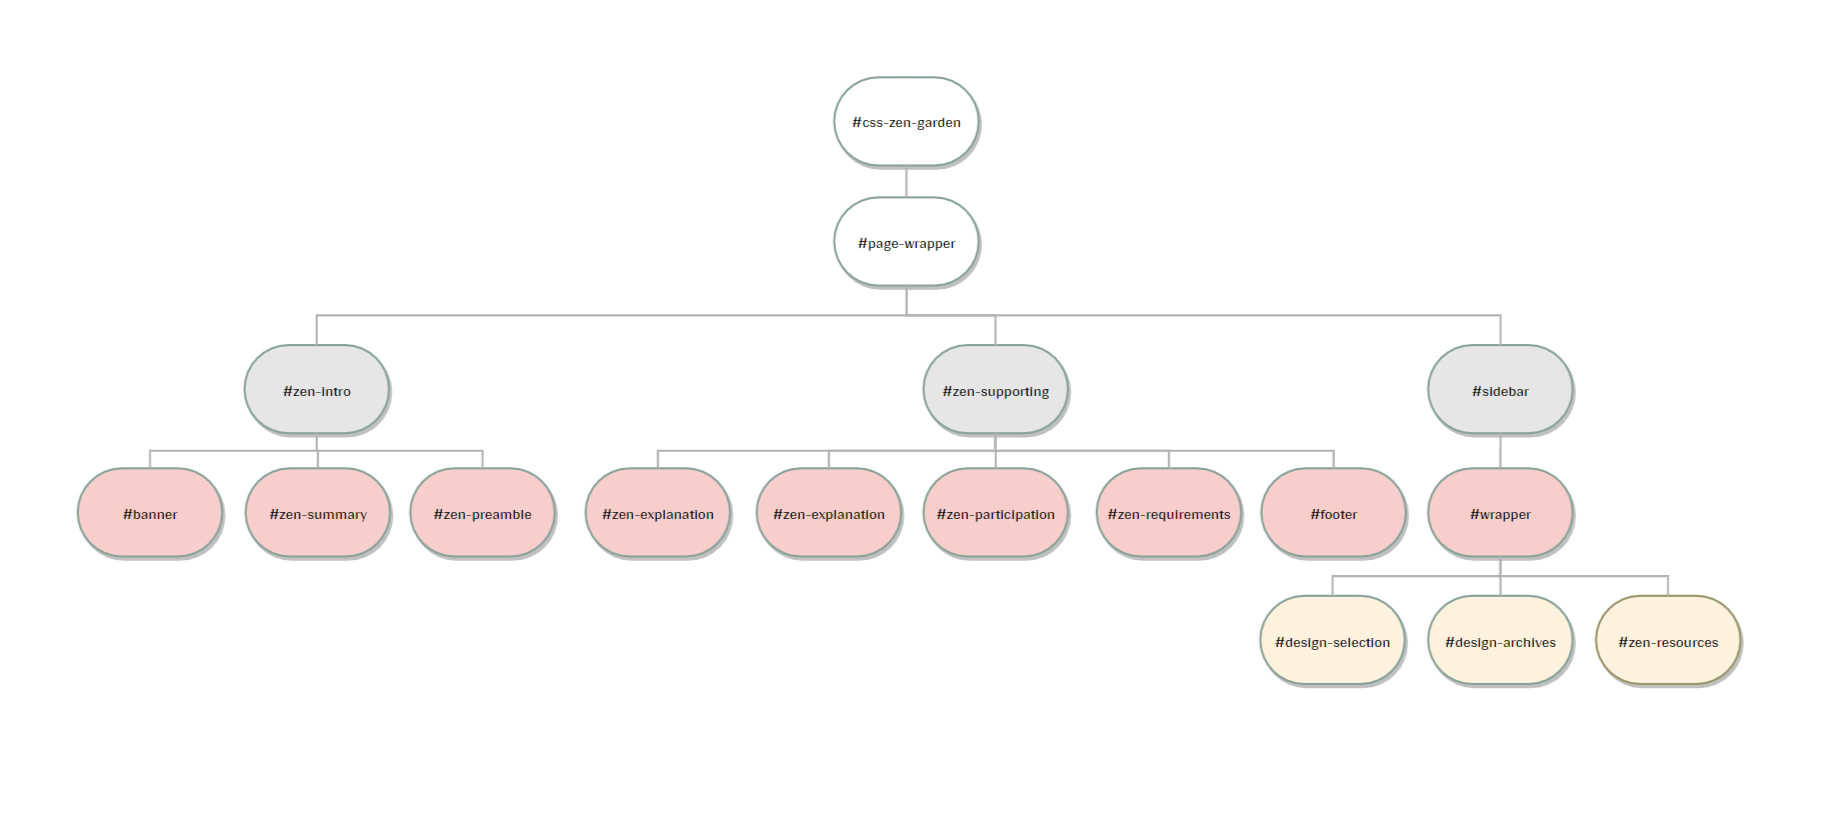 #css-zen-garden
#page-wrapper
#zen-intro
#zen-supporting
#sidebar
#banner
#zen-summary
#zen-preamble
#zen-explanation
#zen-explanation
#zen-participation
#zen-requirements
#footer
#wrapper
#design-selection
#design-archives
#zen-resources